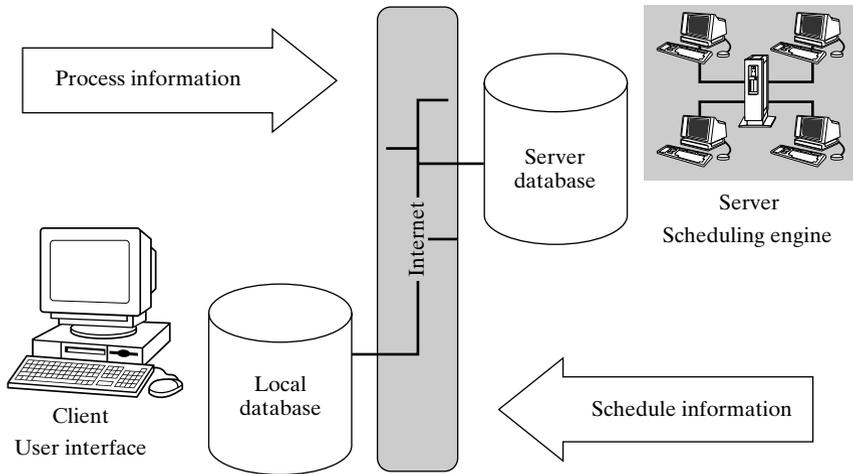 Process information
Server
database
Server
Scheduling engine
Internet
Local
database
Client
User interface
Schedule information